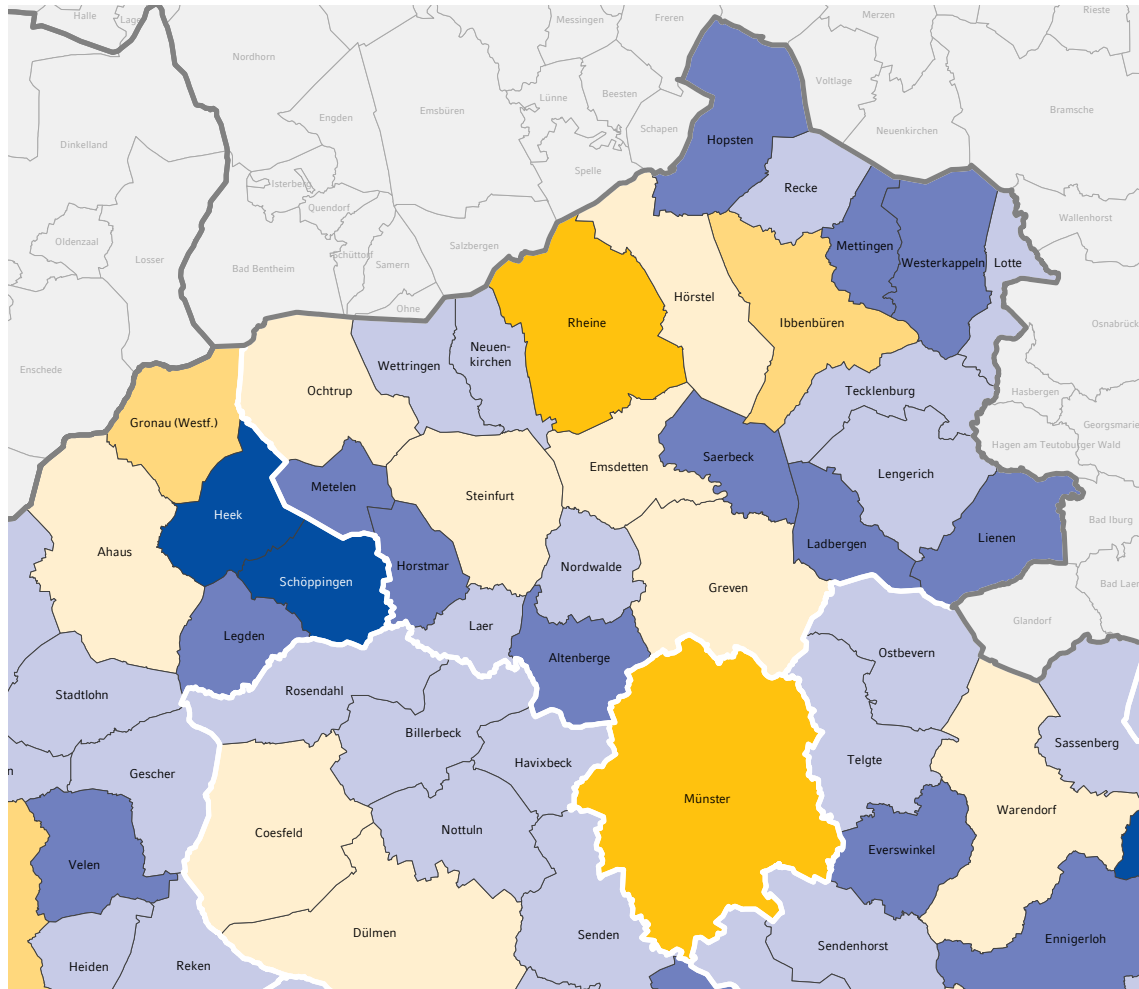 Halle
Lage
Messingen
Freren
Merzen
Rieste
Nordhorn
Voltlage
Lünne
Beesten
Engden
Emsbüren
Bramsche
Schapen
Neuenkirchen
Dinkelland
Hopsten
Spelle
Isterberg
Recke
Quendorf
Wallenhorst
Oldenzaal
Losser
Salzbergen
Mettingen
Bad Bentheim
Samern
Westerkappeln
Lotte
Hörstel
Ohne
Rheine
Ibbenbüren
Osnabrück
Neuen-
kirchen
Enschede
Wettringen
Ochtrup
Tecklenburg
Hasbergen
Gronau (Westf.)
Georgsmarie
Hagen am Teutoburger Wald
Saerbeck
Emsdetten
Lengerich
Metelen
Steinfurt
Heek
Bad Iburg
Ahaus
Lienen
Ladbergen
Horstmar
Nordwalde
Schöppingen
Bad Laer
Greven
Glandorf
Legden
Laer
Ostbevern
Altenberge
Stadtlohn
Rosendahl
Billerbeck
Sassenberg
Telgte
Havixbeck
n
Gescher
Münster
Warendorf
Coesfeld
Nottuln
Everswinkel
Velen
Dülmen
Senden
Ennigerloh
Sendenhorst
Heiden
Reken